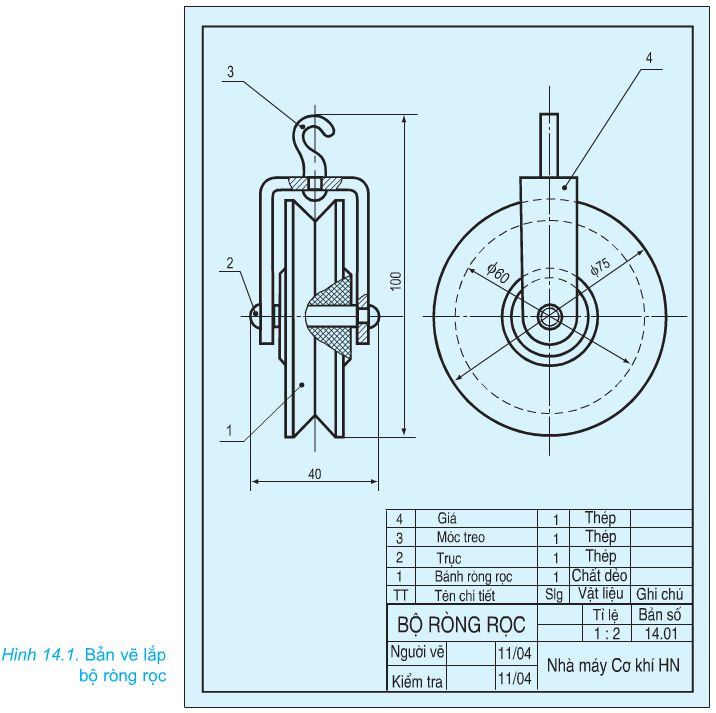 3
4
2
100
ϕ60
ϕ75
1
40
4 Giá 1 Thép
3 Móc treo 1 Thép
2 Trục 1 Thép
1 Bánh ròng rọc 1 Chất dẻo
TT Tên chi tiết Slg Vật liệu Ghi chú
BỘ RÒNG RỌC Tỉ lệ Bản số
1 : 2 14.01
Người vẽ 11/04 Nhà máy Cơ khí HN
Kiểm tra 11/04
Hình 14.1. Bản vẽ lắp
bộ ròng rọc